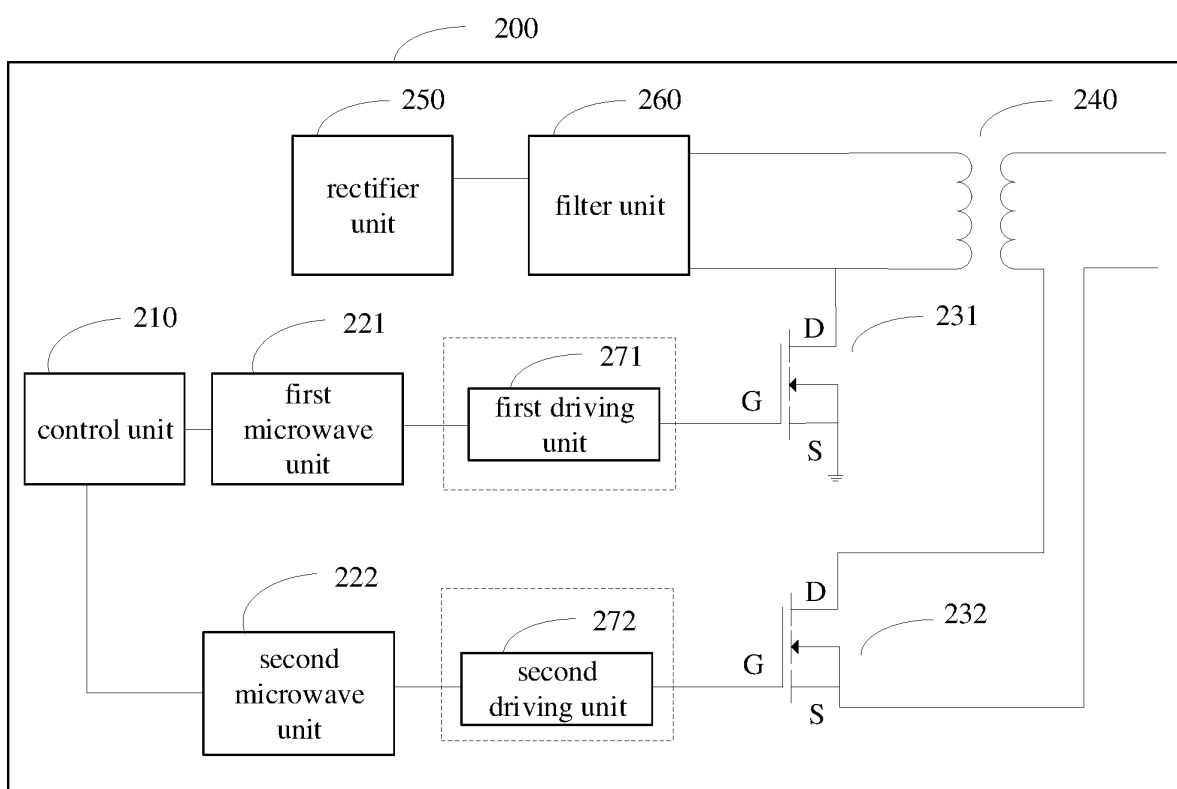 200
250
260
240
rectifier
unit
filter unit
210
221
271
D
231
control unit
first
microwave
unit
first driving
unit
G
S
222
272
D
232
second
microwave
unit
second
driving unit
G
S